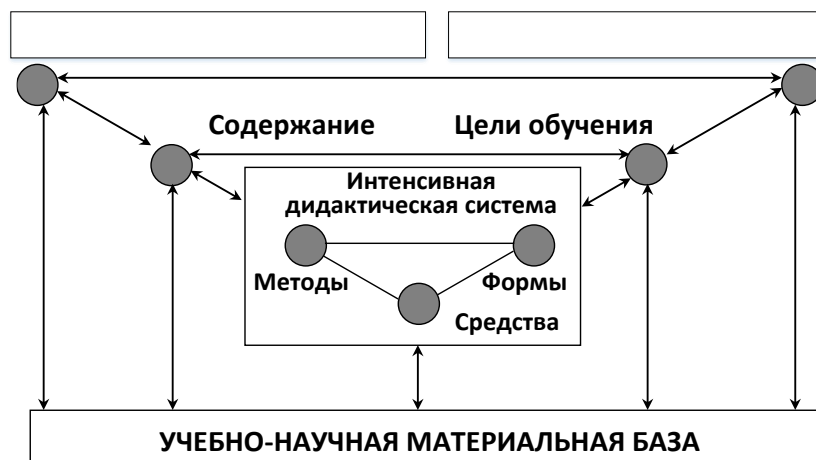 Содержание
Цели обучения
Интенсивная
дидактическая система
Методы
Формы
Средства
УЧЕБНО-НАУЧНАЯ МАТЕРИАЛЬНАЯ БАЗА